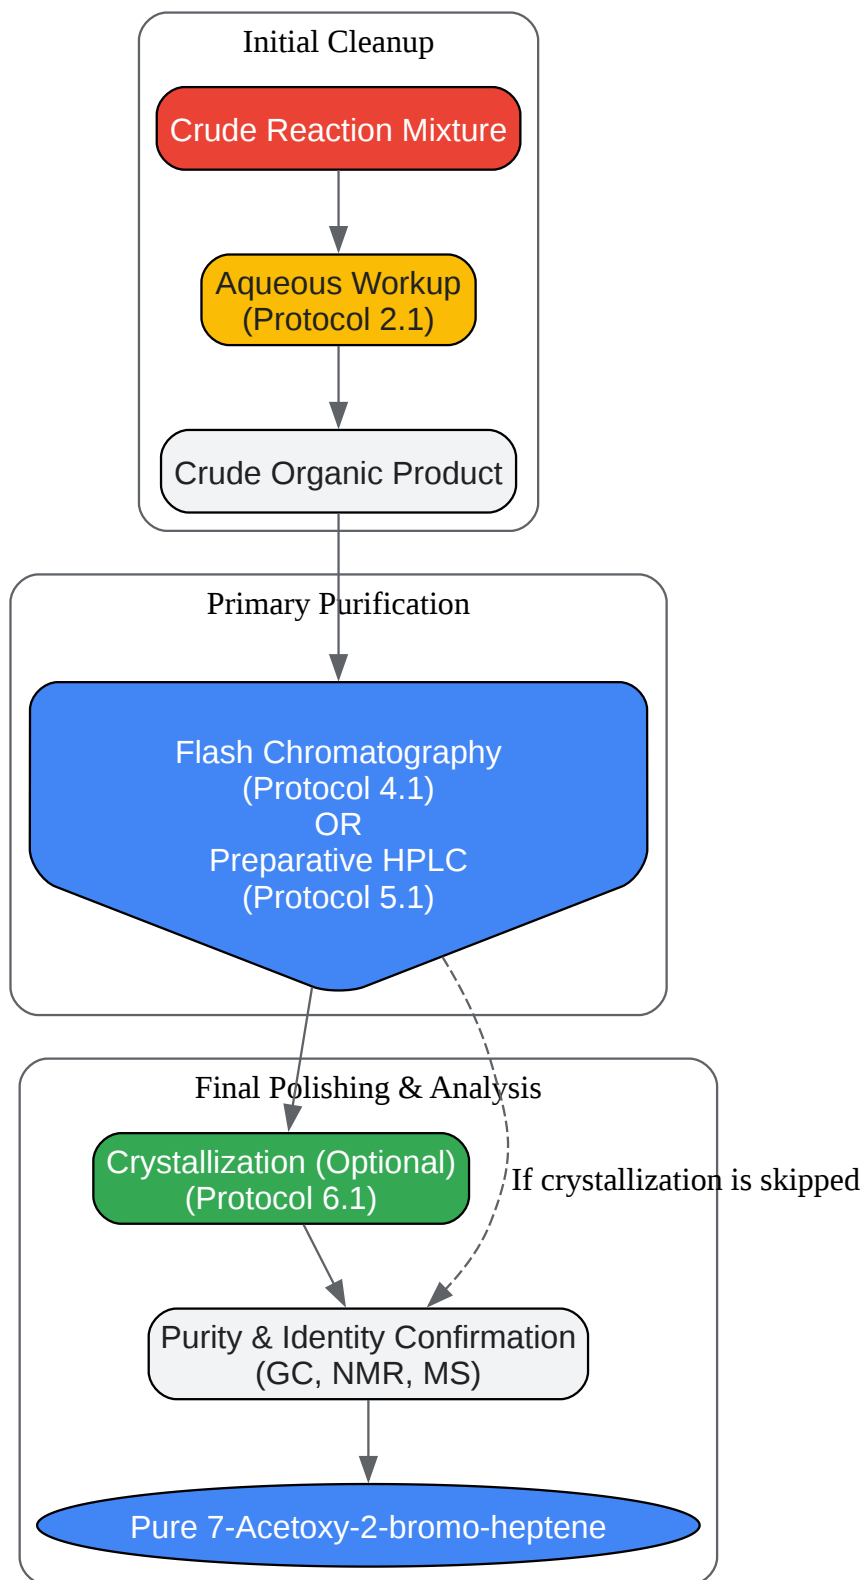 Initial Cleanup
Crude Reaction Mixture
Aqueous Workup
(Protocol 2.1)
Crude Organic Product
Primary Purification
Flash Chromatography
(Protocol 4.1)
OR
Preparative HPLC
(Protocol 5.1)
Final Polishing & Analysis
Crystallization (Optional)
(Protocol 6.1)
If crystallization is skipped
Purity & Identity Confirmation
(GC, NMR, MS)
Pure 7-Acetoxy-2-bromo-heptene